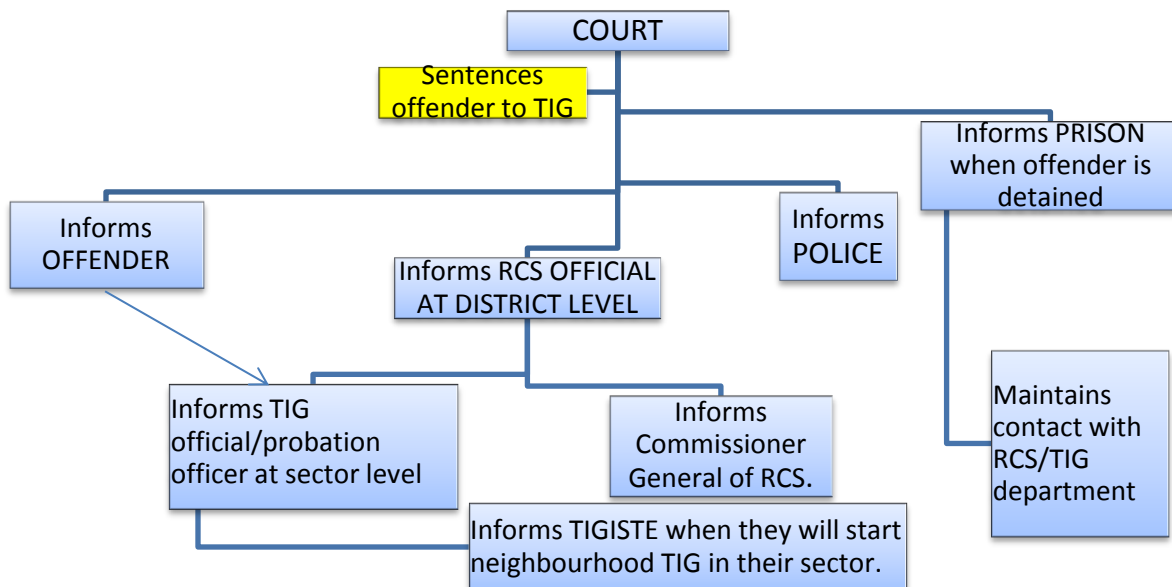 COURT
Sentences
offender to TIG
Informs PRISON
when offender is
detained
Informs
OFFENDER
Informs
POLICE
Informs RCS OFFICIAL
AT DISTRICT LEVEL
Informs TIG
official/probation
officer at sector level
Informs
Commissioner
General of RCS.
Maintains
contact with
RCS/TIG
department
Informs TIGISTE when they will start
neighbourhood TIG in their sector.